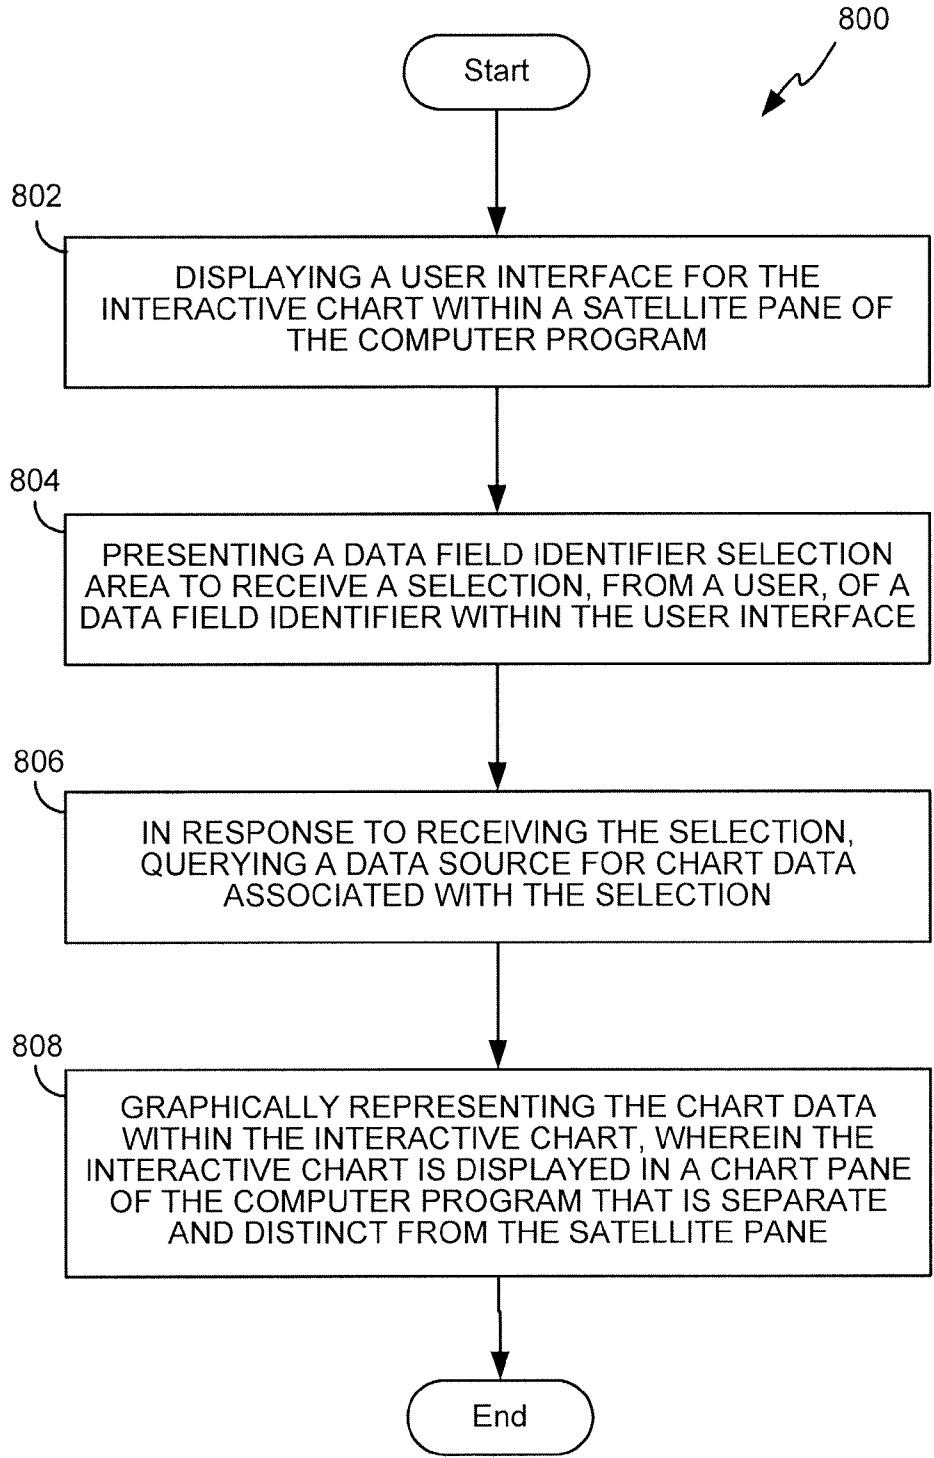 800
Start
802
DISPLAYING A USER INTERFACE FOR THE
INTERACTIVE CHART WITHIN A SATELLITE PANE OF
THE COMPUTER PROGRAM
804
PRESENTING A DATA FIELD IDENTIFIER SELECTION
AREA TO RECEIVE A SELECTION, FROM A USER, OF A
DATA FIELD IDENTIFIER WITHIN THE USER INTERFACE
806
IN RESPONSE TO RECEIVING THE SELECTION,
QUERYING A DATA SOURCE FOR CHART DATA
ASSOCIATED WITH THE SELECTION
808
GRAPHICALLY REPRESENTING THE CHART DATA
WITHIN THE INTERACTIVE CHART, WHEREIN THE
INTERACTIVE CHART IS DISPLAYED IN A CHART PANE
OF THE COMPUTER PROGRAM THAT IS SEPARATE
AND DISTINCT FROM THE SATELLITE PANE
End